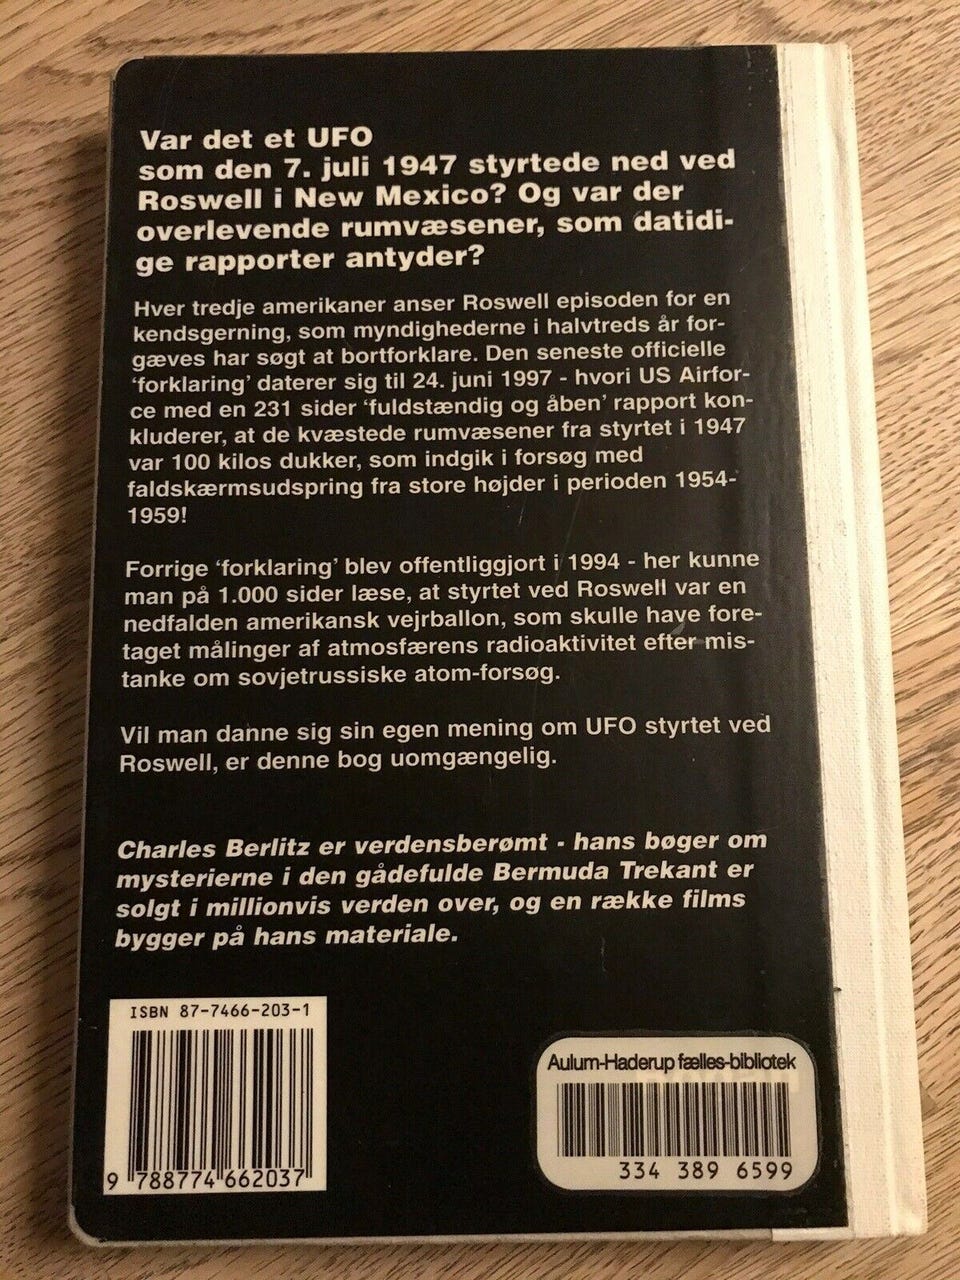 Var det et UFO
som den 7. juli 1947 styrtede ned ved
Roswell i New Mexico? Og var der
overlevende rumvæsener, som datidi-
ge rapporter antyder?
Hver tredje amerikaner anser Roswell episoden for en
kendsgerning, som myndighederne i halvtreds år for-
gæves har søgt at bortforklare. Den seneste officielle
'forklaring' daterer sig til 24. juni 1997 - hvori US Airfor-
ce med en 231 sider 'fuldstændig og åben' rapport kon-
kluderer, at de kvæstede rumvæsener fra styrtet i 1947
var 100 kilos dukker, som indgik i forsøg med
faldskærmsudspring fra store højder i perioden 1954-
1959!
Forrige 'forklaring' blev offentliggjort i 1994 - her kunne
man på 1.000 sider læse, at styrtet ved Roswell var en
nedfalden amerikansk vejrballon, som skulle have fore-
taget målinger af atmosfærens radioaktivitet efter mis-
tanke om sovjetrussiske atom-forsøg.
Vil man danne sig sin egen mening om UFO styrtet ved
Roswell, er denne bog uomgængelig.
Charles Berlitz er verdensberømt - hans bøger om
mysterierne i den gådefulde Bermuda Trekant er
solgt i millionvis verden over, og en række films
bygger på hans materiale.
ISBN 87-7466-203-1
9 788774 662037
Aulum-Haderup fælles-bibliotek
334 389 6599